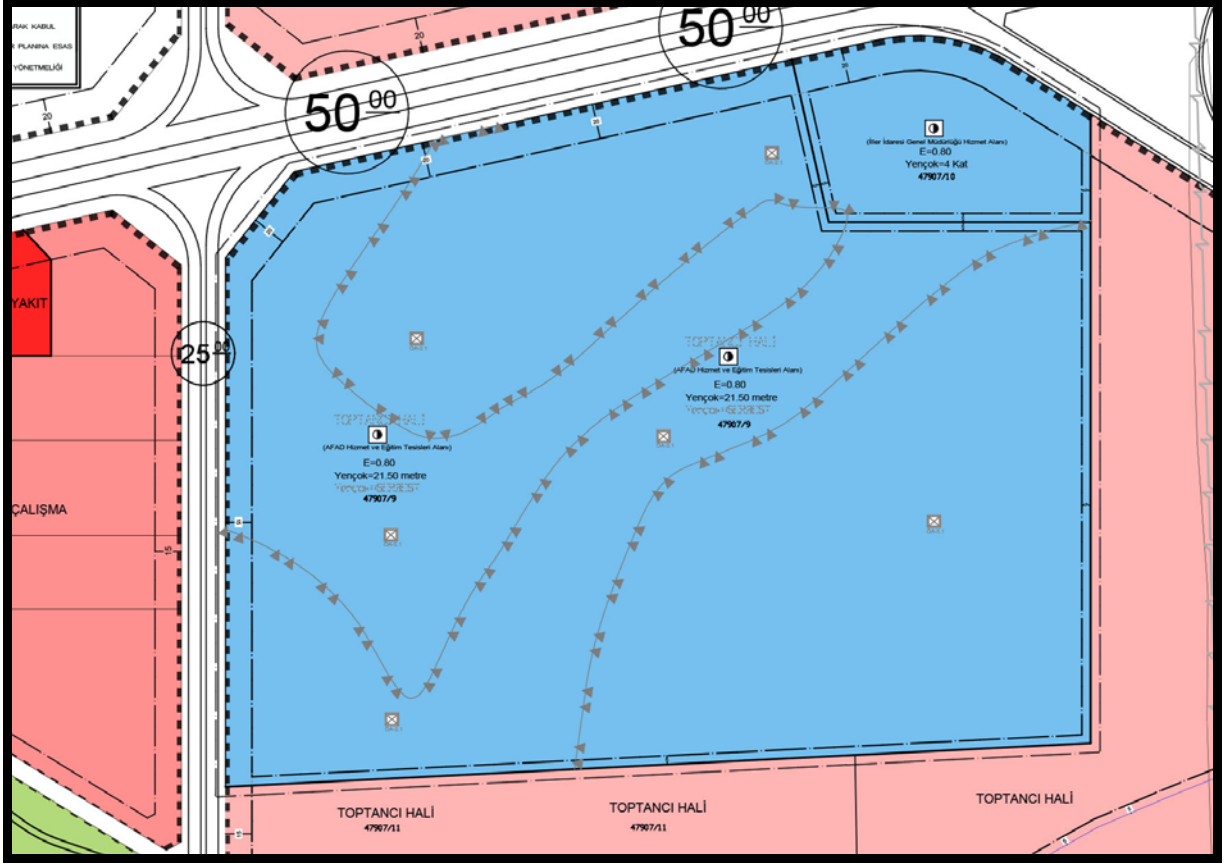 RAK KABUL
PLANINA ESAS
YÖNETMELİĞİ
20
20
50 00
50 00
20
20
20
20
(İller İdaresi Genel Müdürlüğü Hizmet Alanı)
E=0.80
Yençok=4 Kat
47907/10
YAKIT
25 00
TOPTANCI HALİ
(AFAD Hizmet ve Eğitim Tesisleri Alanı)
E=0.80
Yençok=21.50 metre
Yençok=SERBEST
47907/9
TOPTANCI HALİ
(AFAD Hizmet ve Eğitim Tesisleri Alanı)
E=0.80
Yençok=21.50 metre
Yençok=SERBEST
47907/9
ÇALIŞMA
15
TOPTANCI HALİ
47907/11
TOPTANCI HALİ
47907/11
TOPTANCI HALİ